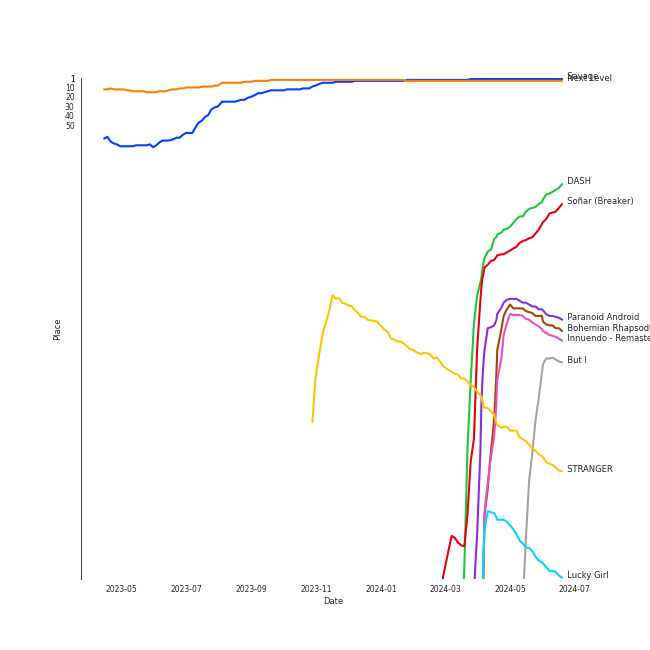 Savage
Next Level
1
10
20
30
40
50
DASH
Soñar (Breaker)
Paranoid Android
Bohemian Rhapsod
Innuendo - Remaste
But I
STRANGER
Lucky Girl
Place
2023-05
2023-07
2023-09
2023-11
2024-01
2024-03
2024-05
2024-07
Date